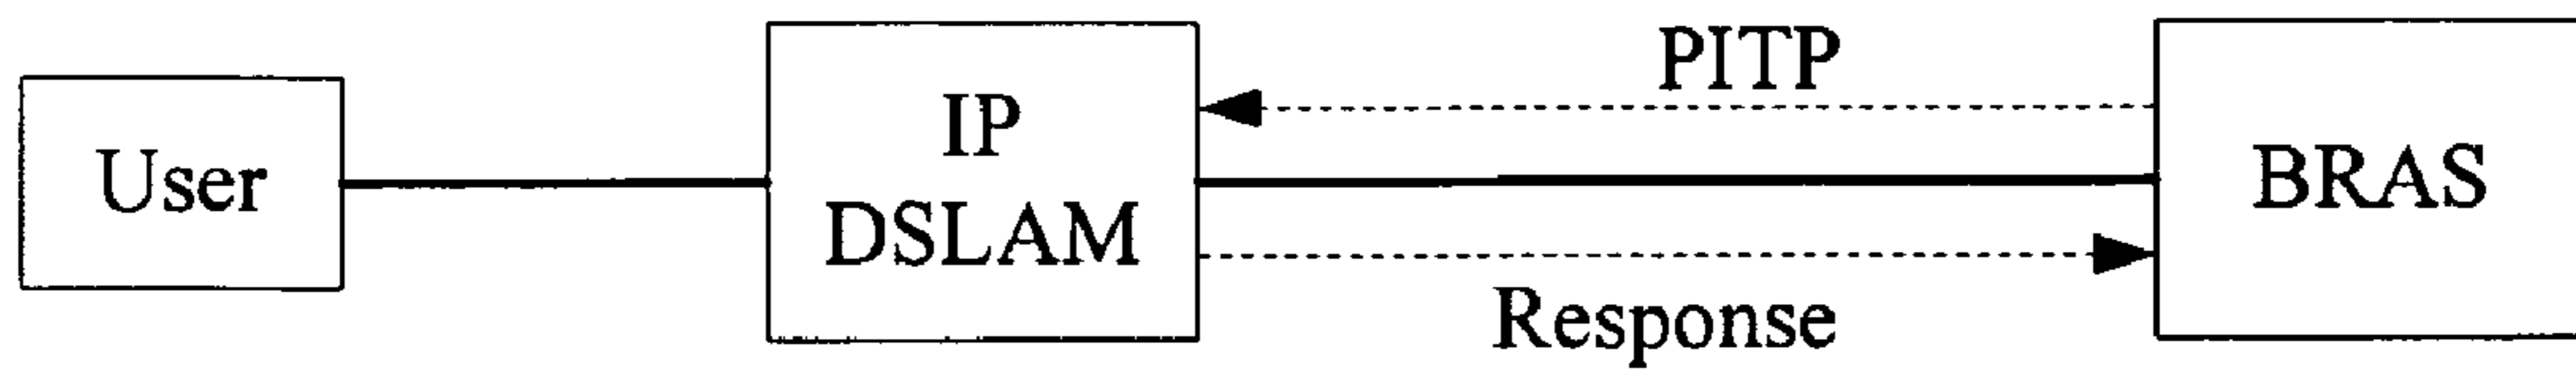 User
IP
DSLAM
PITP
Response
BRAS